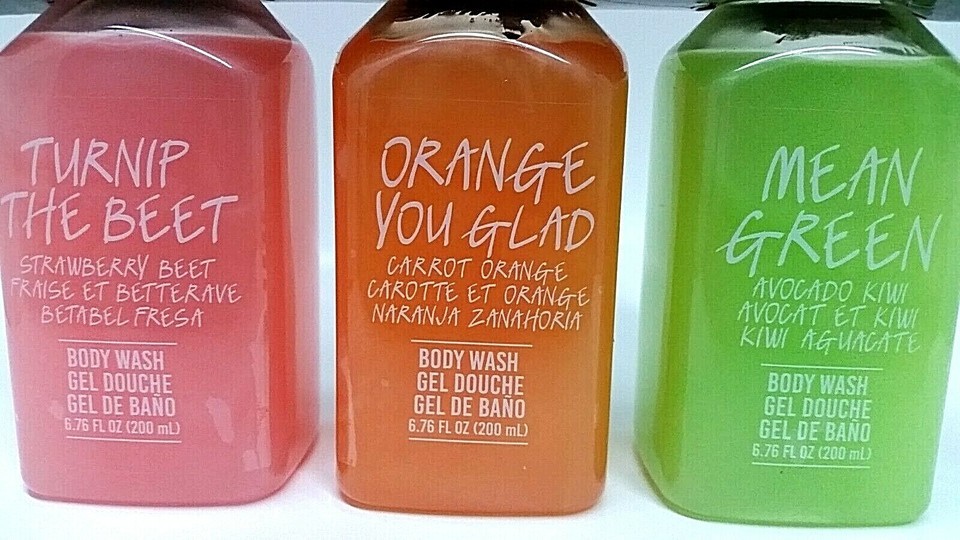 TURNIP
THE BEET
STRAWBERRY BEET
FRAISE ET BETTERAVE
BETABEL FRESA
BODY WASH
GEL DOUCHE
GEL DE BAÑO
6.76 FL OZ (200 mL)
ORANGE
YOU GLAD
CARROT ORANGE
CAROTTE ET ORANGE
NARANJA ZANAHORIA
BODY WASH
GEL DOUCHE
GEL DE BAÑO
6.76 FL OZ (200 mL)
MEAN
GREEN
AVOCADO KIWI
AVOCAT ET KIWI
KIWI AGUACATE
BODY WASH
GEL DOUCHE
GEL DE BAÑO
6.76 FL OZ (200 mL)